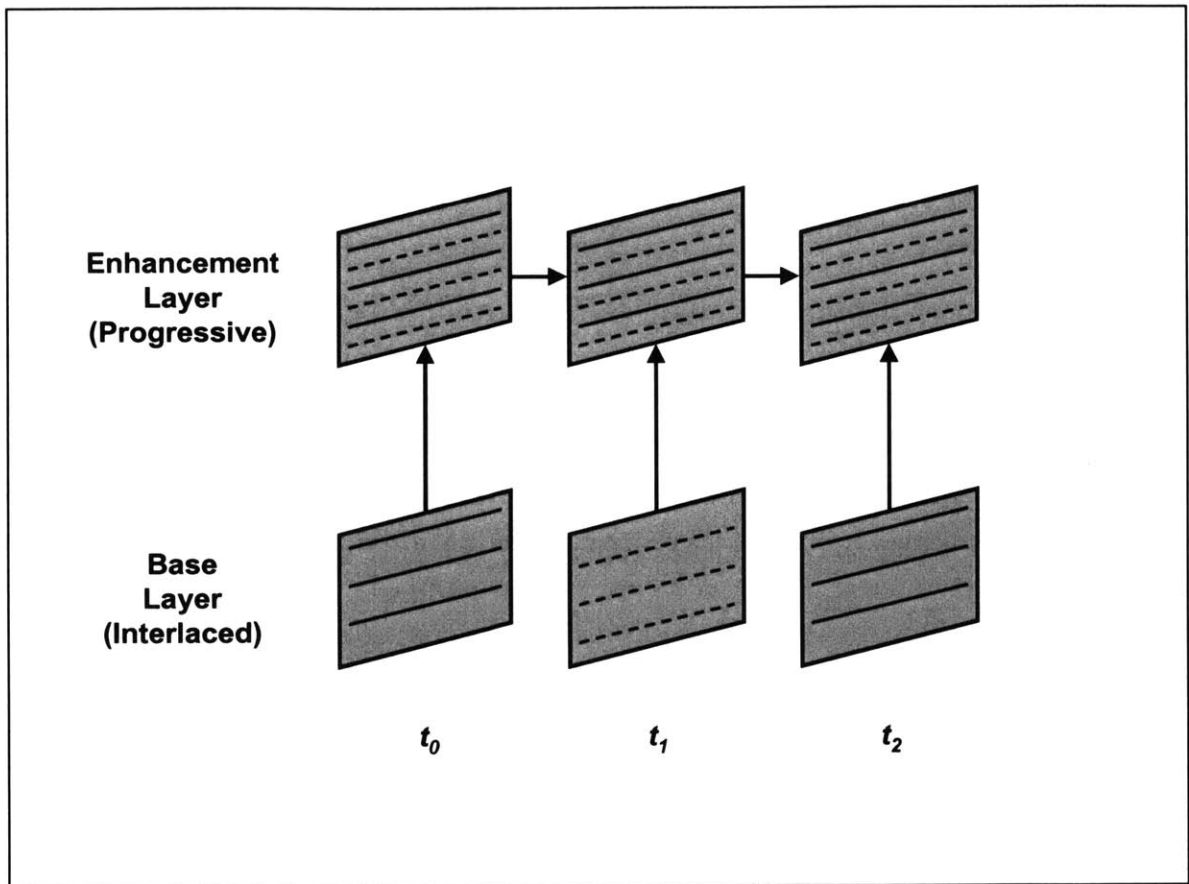 Enhancement
Layer
(Progressive)
Base
Layer
(Interlaced)
t0 t1 t2